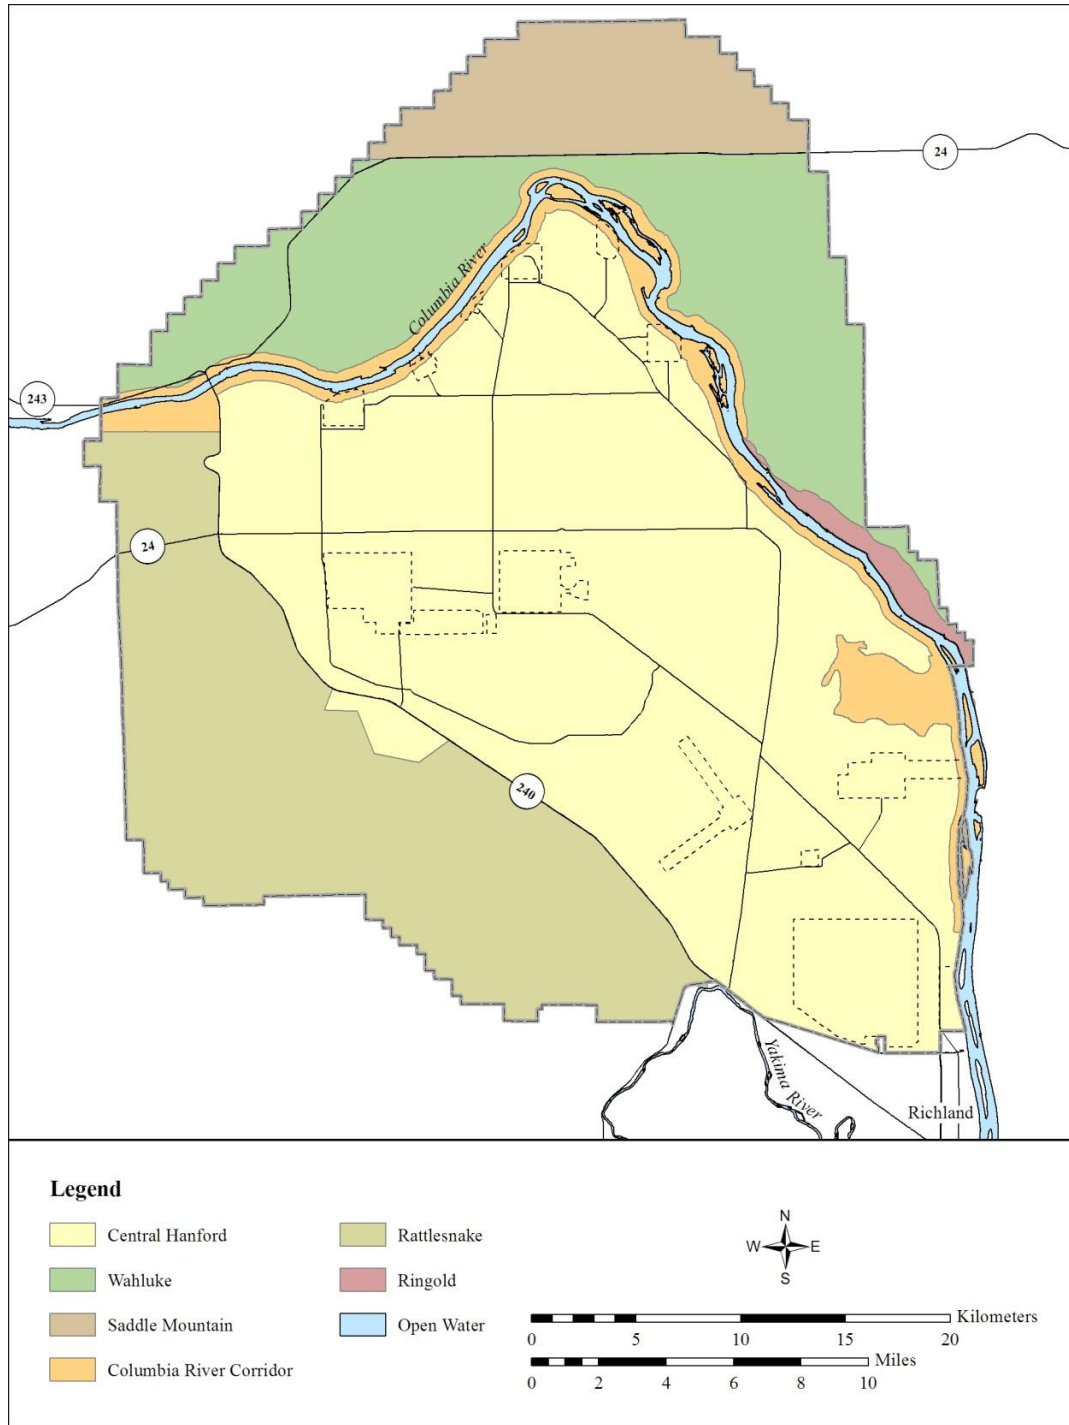 24
Columbia River
243
24
240
Yakima River
Richland
Legend
Central Hanford
Rattlesnake
Wahluke
Ringold
Saddle Mountain
Open Water
Columbia River Corridor
N
W E
S
Kilometers
0 5 10 15 20
Miles
0 2 4 6 8 10